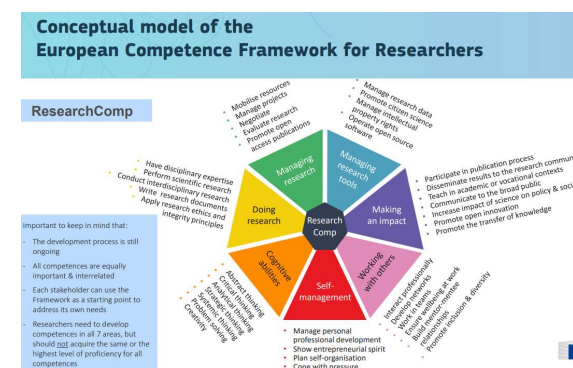 Conceptual model of the
European Competence Framework for Researchers
ResearchComp
Important to keep in mind that:
- The development process is still
ongoing
- All competences are equally
important & interrelated
- Each stakeholder can use the
Framework as a starting point to
address its own needs
- Researchers need to develop
competences in all 7 areas, but
should not acquire the same or the
highest level of proficiency for all
competences
Mobilise resources
Manage projects
Negotiate
Evaluate research
Promote open
access publications
Managing
research
Manage research data
Promote citizen science
Manage intellectual
property rights
Operate open source
software
Managing
research
tools
Participate in publication process
Disseminate results to the research
Teach in academic or vocational contexts
Communicate to the broad public
Increase impact of science on policy &
Promote open innovation
Promote the transfer of knowledge
Making
an impact
Interact professionally
Develop networks
Work in teams
Ensure wellbeing at work
Build mentor-mentee
relationships
Promote inclusion & diversity
Working
with others
• Manage personal
professional development
• Show entrepreneurial spirit
• Plan self-organisation
• Cope with pressure
Self-
management
Abstract thinking
Critical thinking
Analytical thinking
Strategic thinking
Systemic thinking
Problem solving
Creativity
Cognitive
abilities
Have disciplinary expertise
Perform scientific research
Conduct interdisciplinary research
Write research documents
Apply research ethics and
integrity principles
Doing
research
Research
Comp